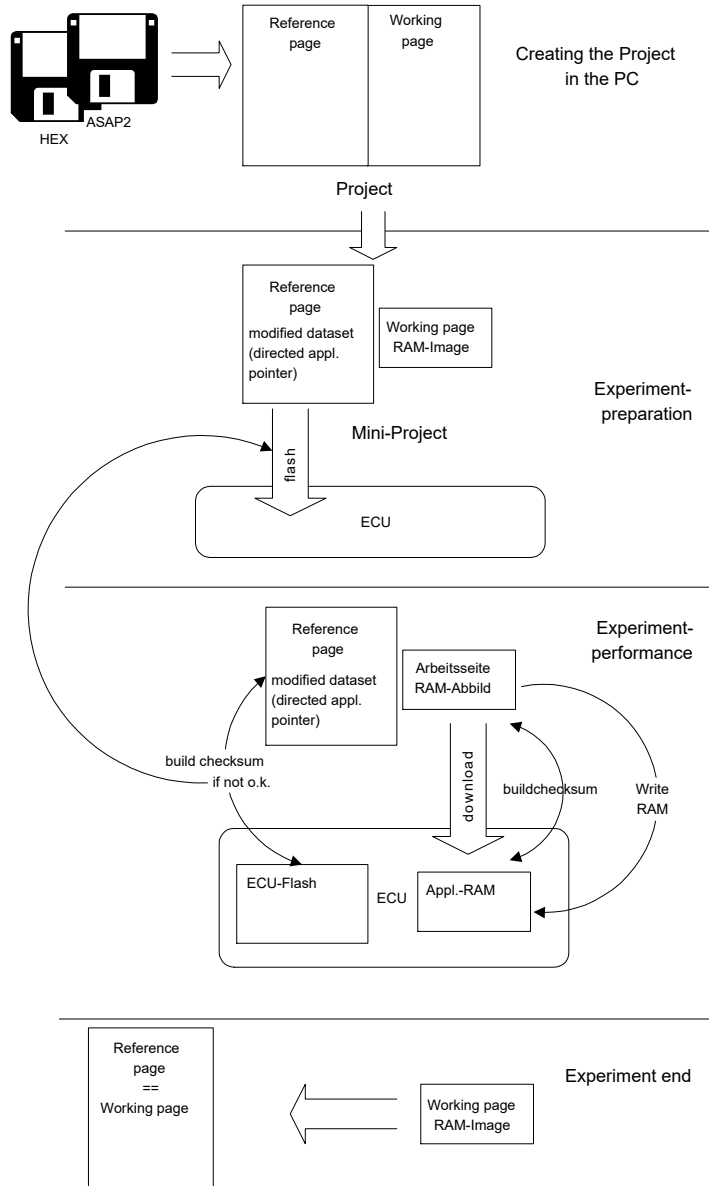 Reference
page
Working
page
Creating the Project
in the PC
HEX
ASAP2
Project
Reference
page
modified dataset
(directed appl.
pointer)
Working page
RAM-Image
Experiment-
preparation
Mini-Project
flash
ECU
Reference
page
modified dataset
(directed appl.
pointer)
Arbeitsseite
RAM-Abbild
Experiment-
performance
build checksum
if not o.k.
download
buildchecksum
Write
RAM
ECU-Flash
ECU
Appl.-RAM
Reference
page
==
Working page
Working page
RAM-Image
Experiment end